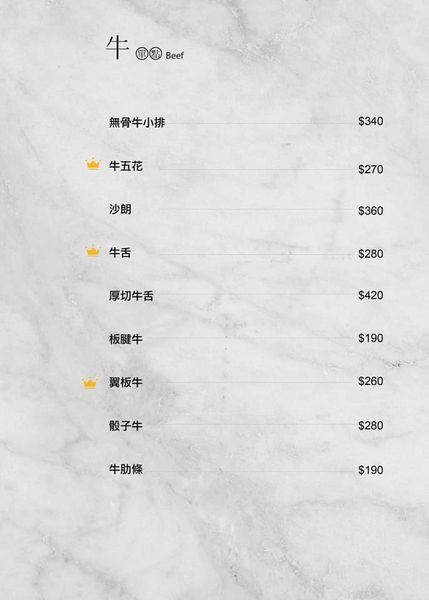 牛 單點 Beef
無骨牛小排 $340
牛五花 $270
沙朗 $360
牛舌 $280
厚切牛舌 $420
板腱牛 $190
翼板牛 $260
骰子牛 $280
牛肋條 $190